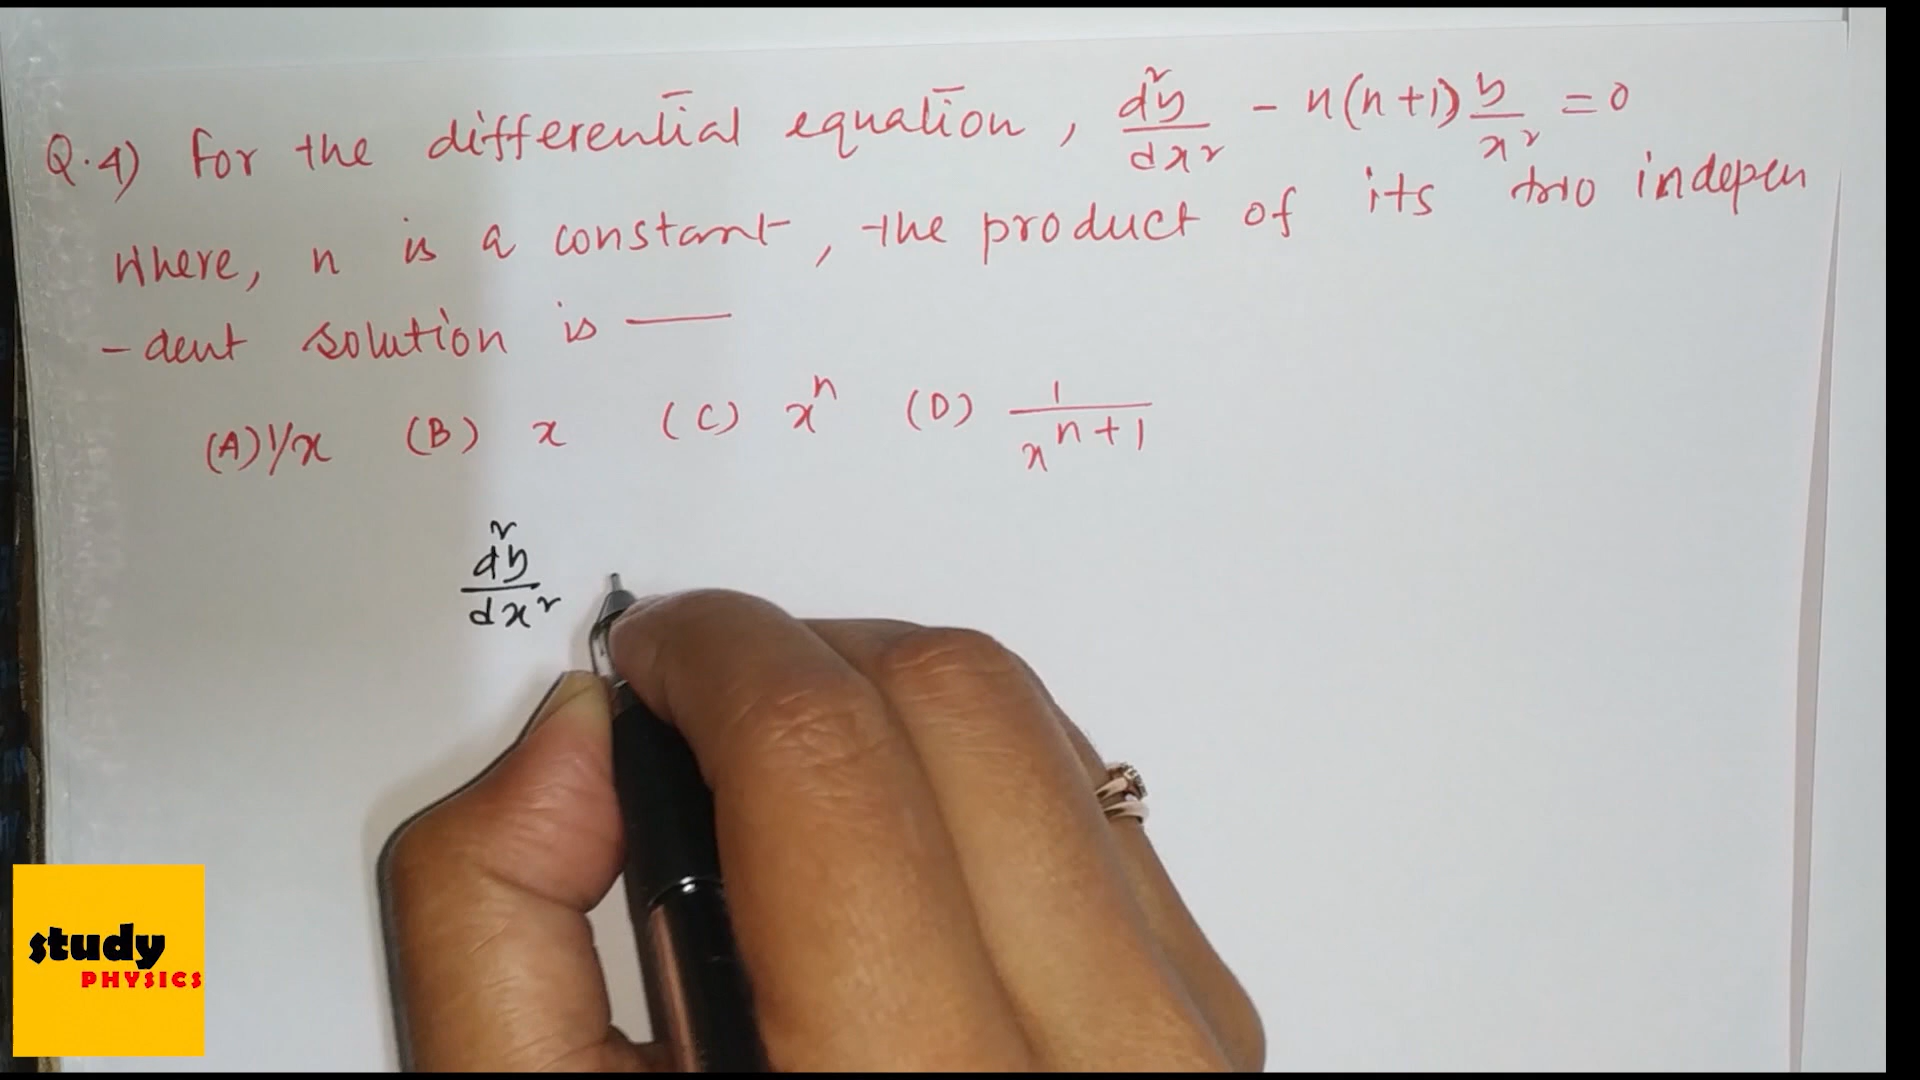 Q.4) For the differential equation, d²y/dx² - n(n+1) y/x² = 0
where, n is a constant, the product of its two indepen
-dent solution is —
(A) 1/x (B) x (C) xⁿ (D) 1/xⁿ⁺¹
d²y/dx²
study
PHYSICS